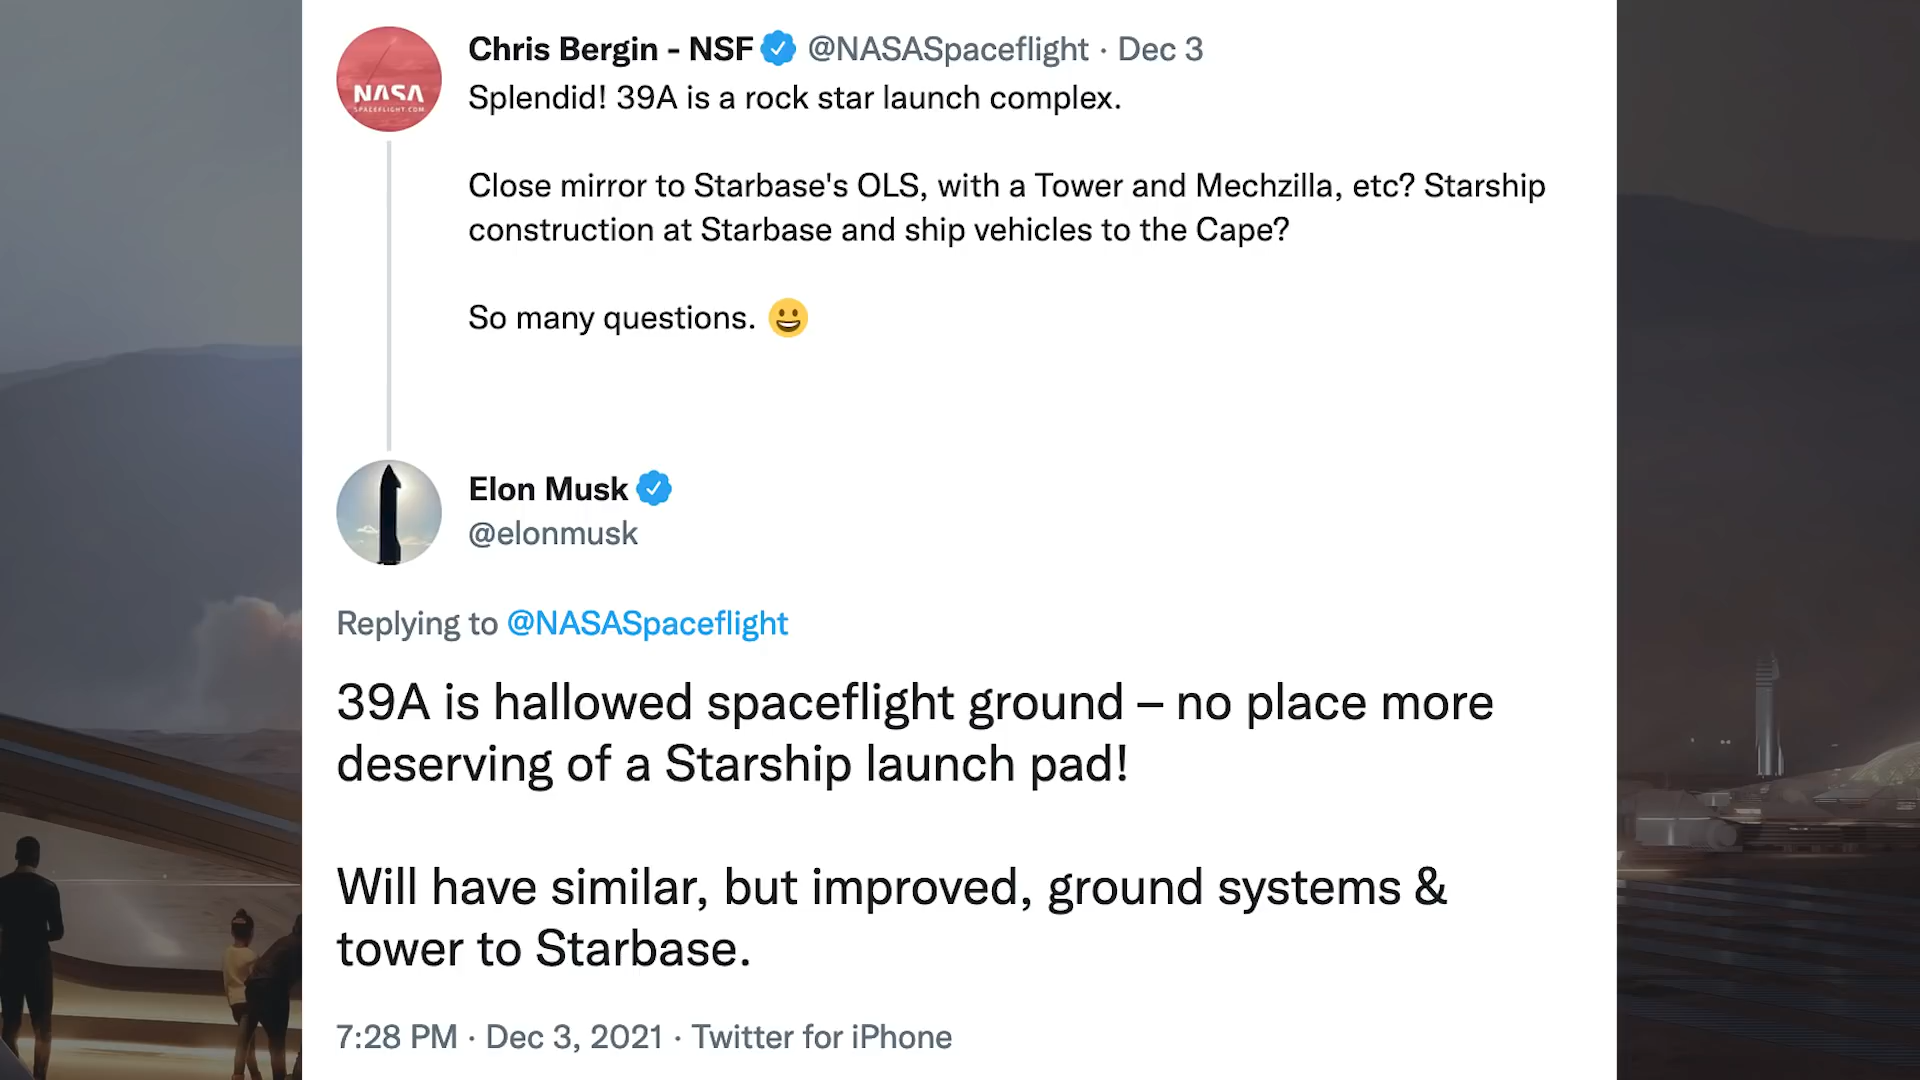 Chris Bergin - NSF @NASASpaceflight · Dec 3
Splendid! 39A is a rock star launch complex.
Close mirror to Starbase's OLS, with a Tower and Mechzilla, etc? Starship
construction at Starbase and ship vehicles to the Cape?
So many questions. 😀
NASA
SPACEFLIGHT.COM
Elon Musk
@elonmusk
Replying to @NASASpaceflight
39A is hallowed spaceflight ground – no place more
deserving of a Starship launch pad!
Will have similar, but improved, ground systems &
tower to Starbase.
7:28 PM · Dec 3, 2021 · Twitter for iPhone